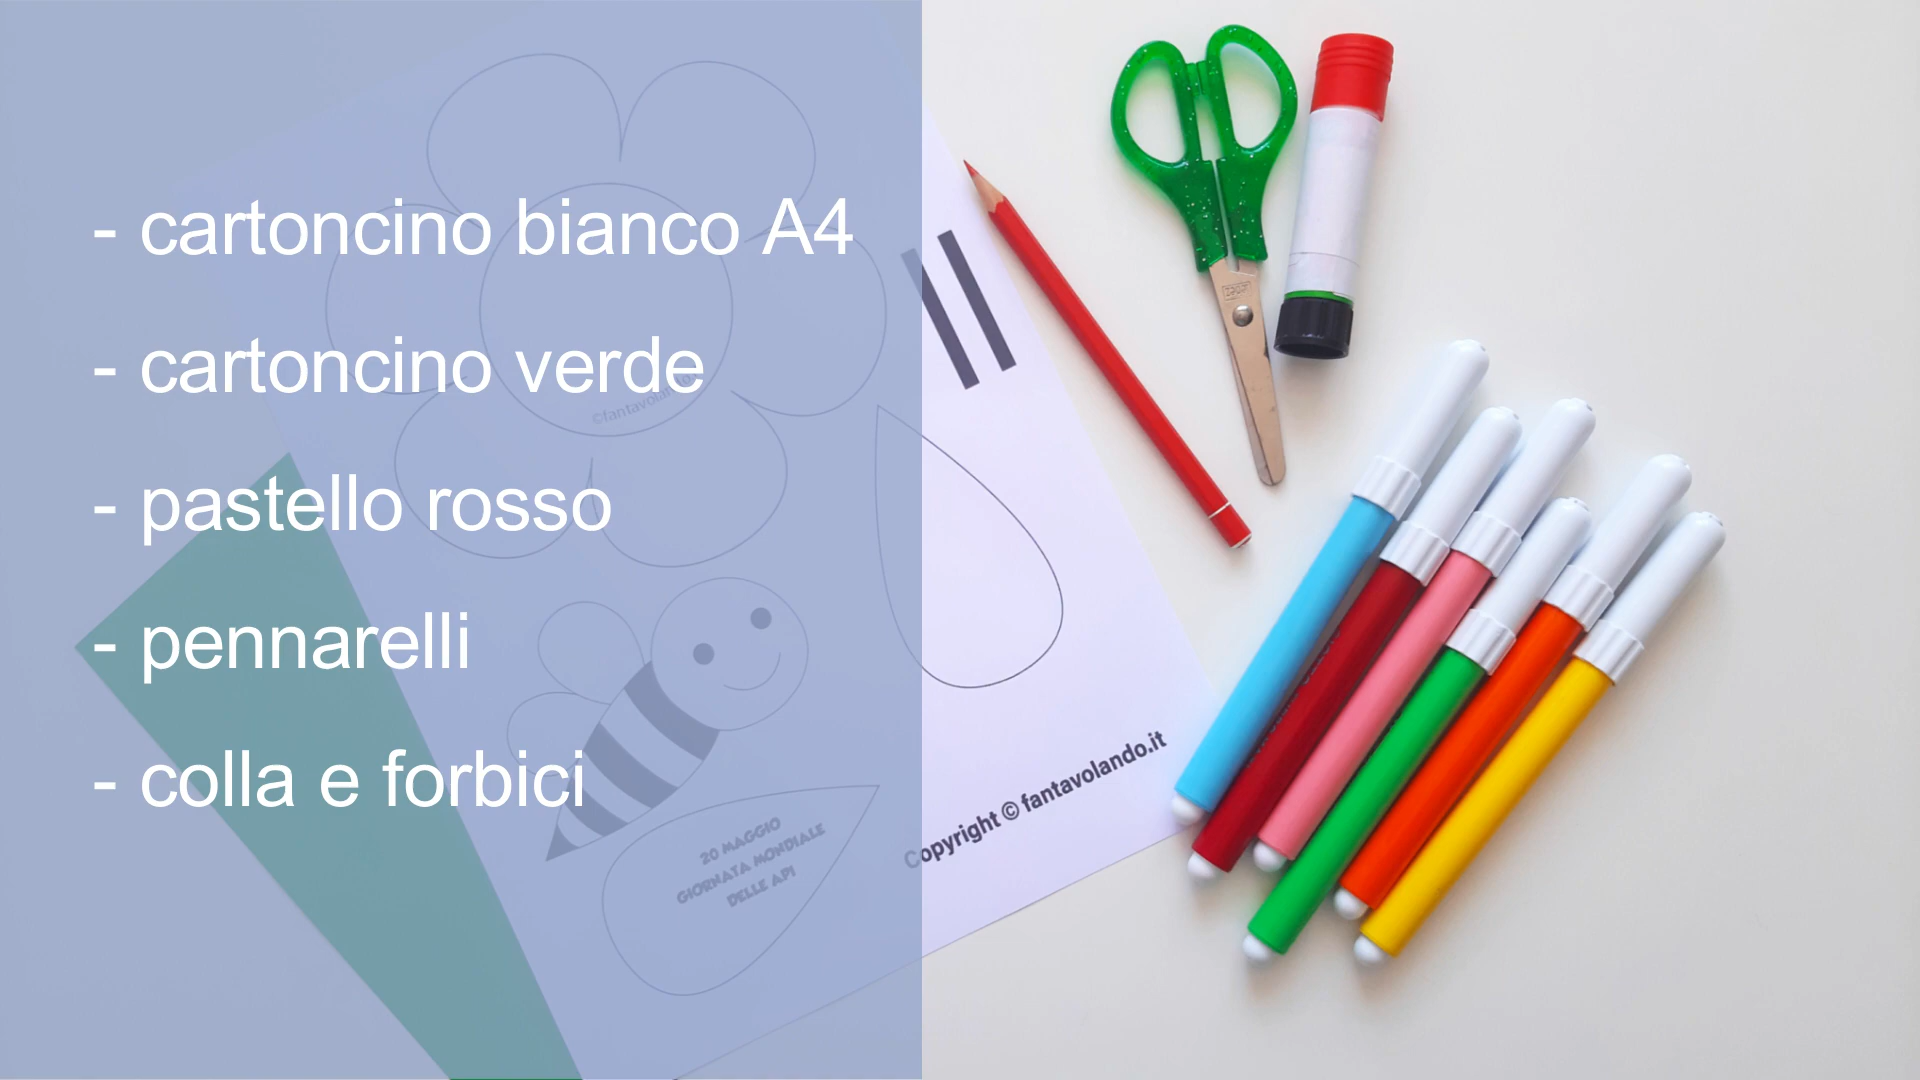 - cartoncino bianco A4
- cartoncino verde
- pastello rosso
- pennarelli
- colla e forbici
©fantavolando
20 MAGGIO
GIORNATA MONDIALE
DELLE API
Copyright © fantavolando.it